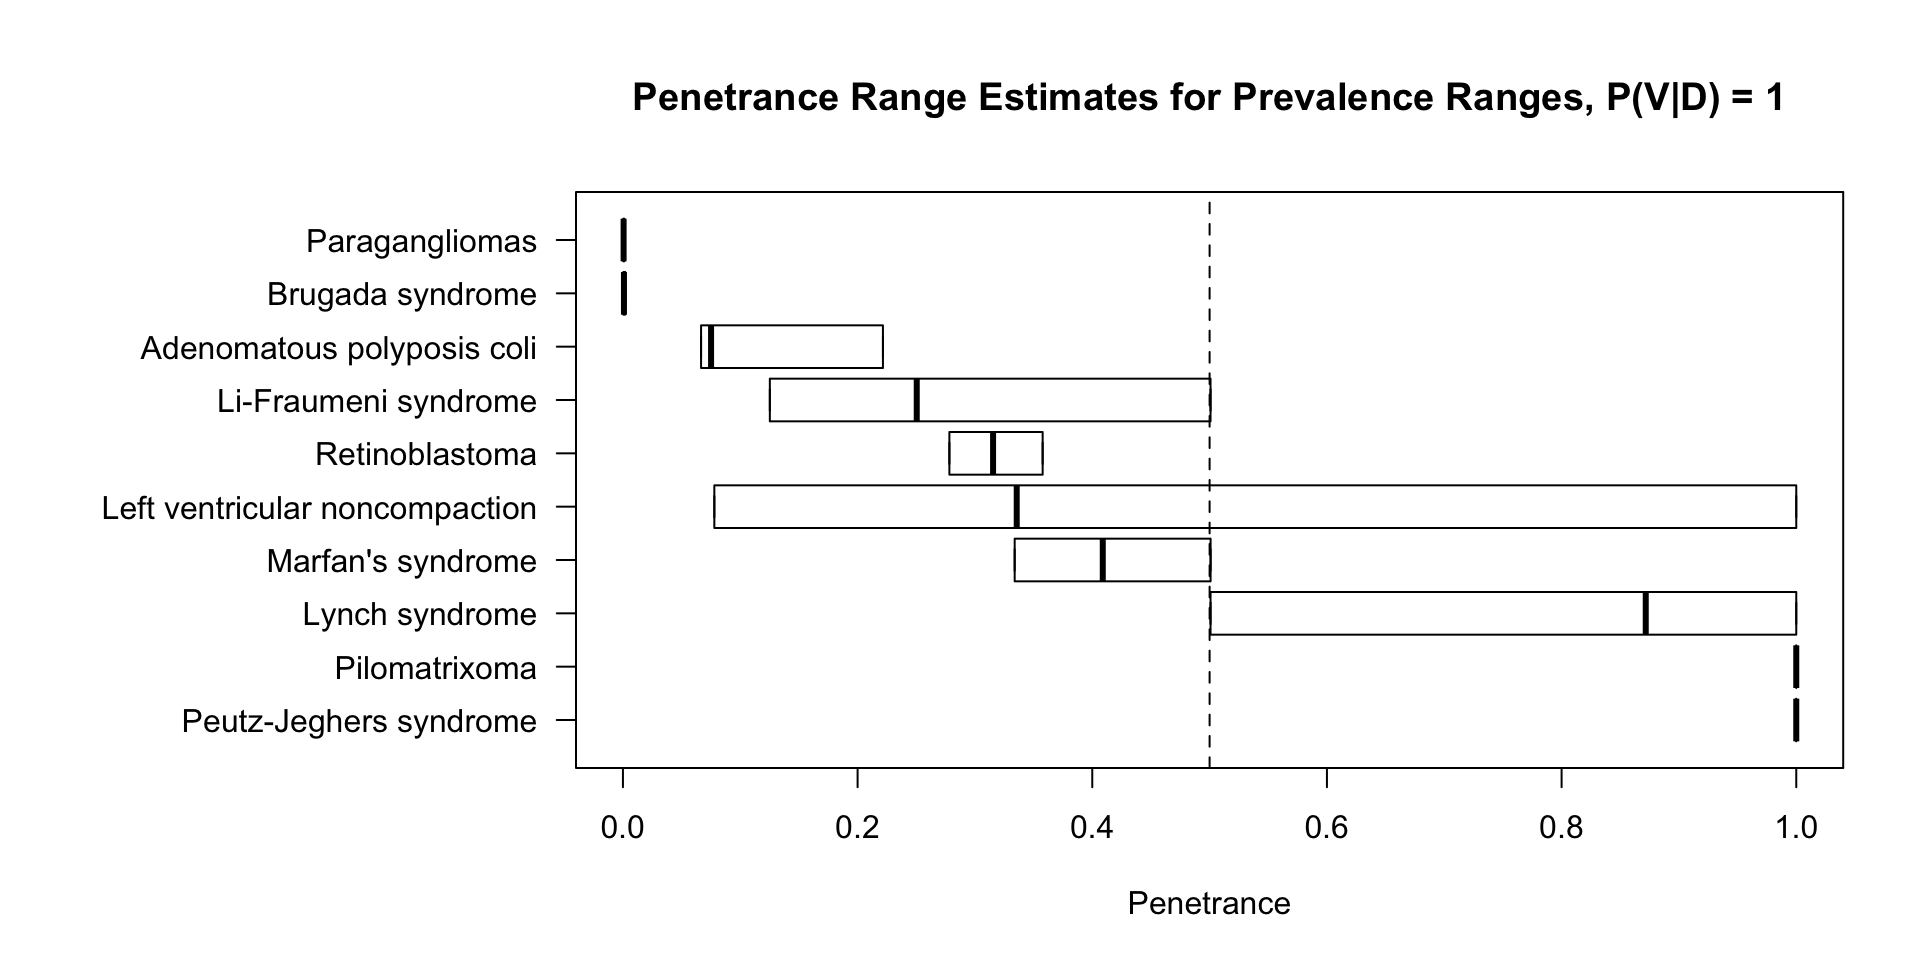 Penetrance Range Estimates for Prevalence Ranges, P(V|D) = 1
Paragangliomas
Brugada syndrome
Adenomatous polyposis coli
Li-Fraumeni syndrome
Retinoblastoma
Left ventricular noncompaction
Marfan's syndrome
Lynch syndrome
Pilomatrixoma
Peutz-Jeghers syndrome
0.0 0.2 0.4 0.6 0.8 1.0
Penetrance